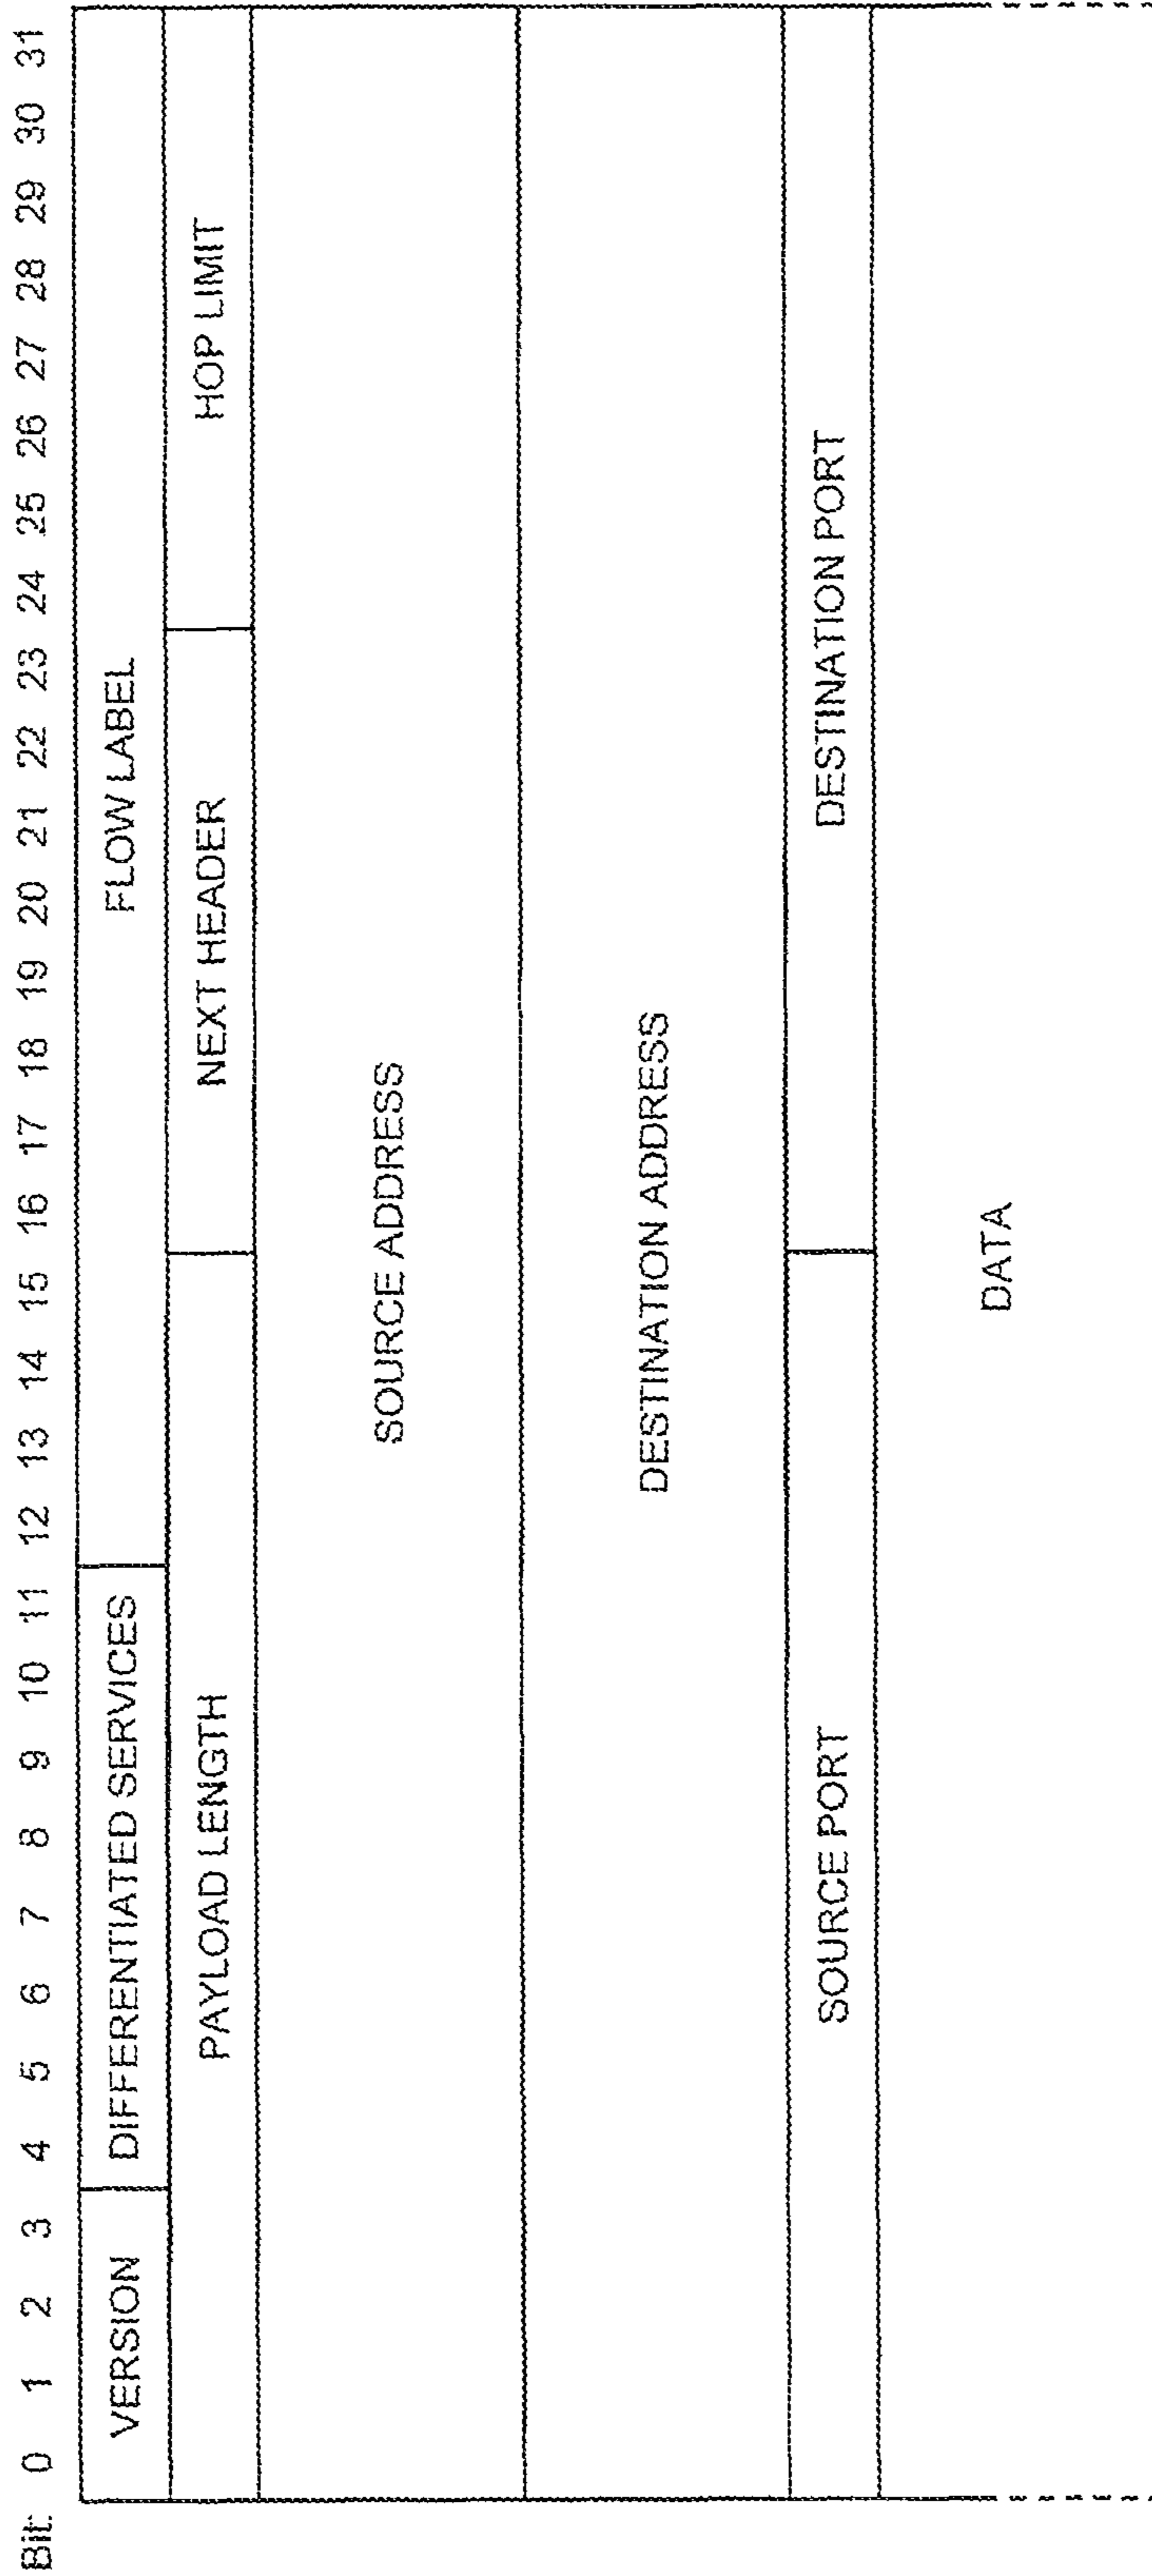 Bit: 0 1 2 3 4 5 6 7 8 9 10 11 12 13 14 15 16 17 18 19 20 21 22 23 24 25 26 27 28 29 30 31
VERSION DIFFERENTIATED SERVICES FLOW LABEL
PAYLOAD LENGTH NEXT HEADER HOP LIMIT
SOURCE ADDRESS
DESTINATION ADDRESS
SOURCE PORT DESTINATION PORT
DATA